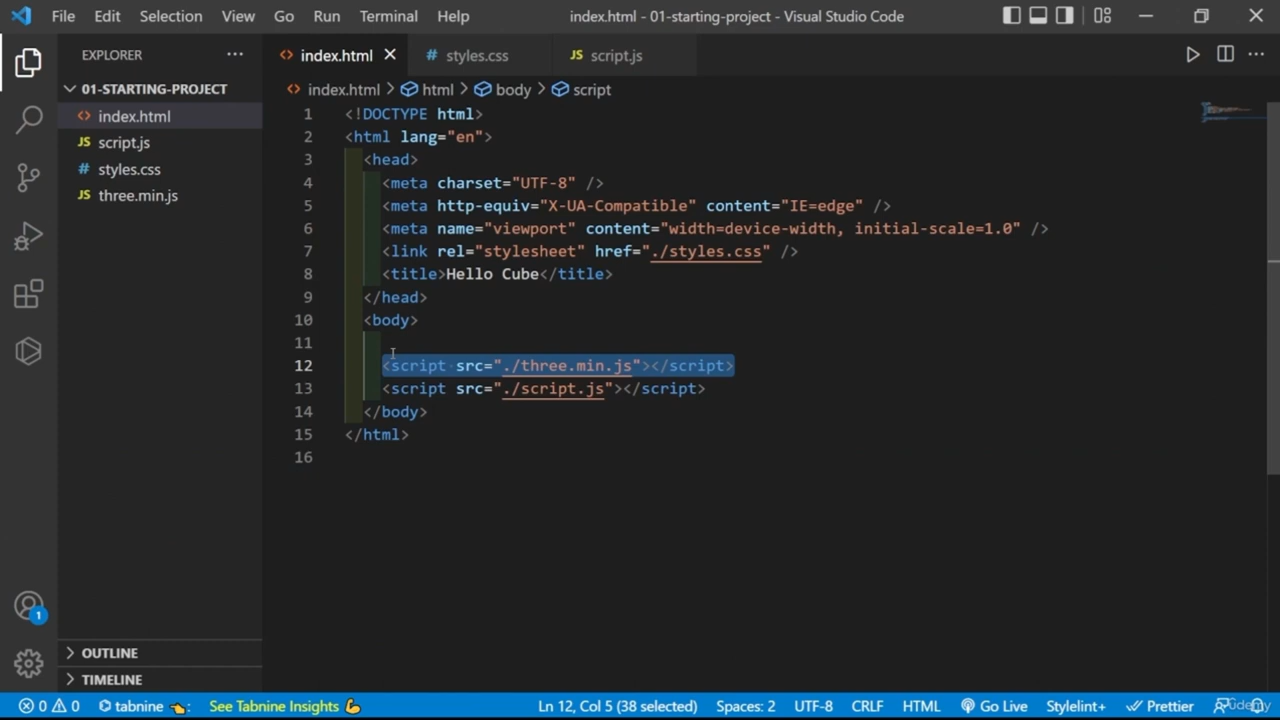 File Edit Selection View Go Run Terminal Help index.html - 01-starting-project - Visual Studio Code
EXPLORER
01-STARTING-PROJECT
<> index.html
JS script.js
# styles.css
JS three.min.js
OUTLINE
TIMELINE
<> index.html # styles.css JS script.js
<> index.html > html > body > script
1 <!DOCTYPE html>
2 <html lang="en">
3 <head>
4 <meta charset="UTF-8" />
5 <meta http-equiv="X-UA-Compatible" content="IE=edge" />
6 <meta name="viewport" content="width=device-width, initial-scale=1.0" />
7 <link rel="stylesheet" href="./styles.css" />
8 <title>Hello Cube</title>
9 </head>
10 <body>
11
12 <script src="./three.min.js"></script>
13 <script src="./script.js"></script>
14 </body>
15 </html>
16
1
0 0 tabnine 👈: See Tabnine Insights 💪 Ln 12, Col 5 (38 selected) Spaces: 2 UTF-8 CRLF HTML Go Live Stylelint+ Prettier
Udemy